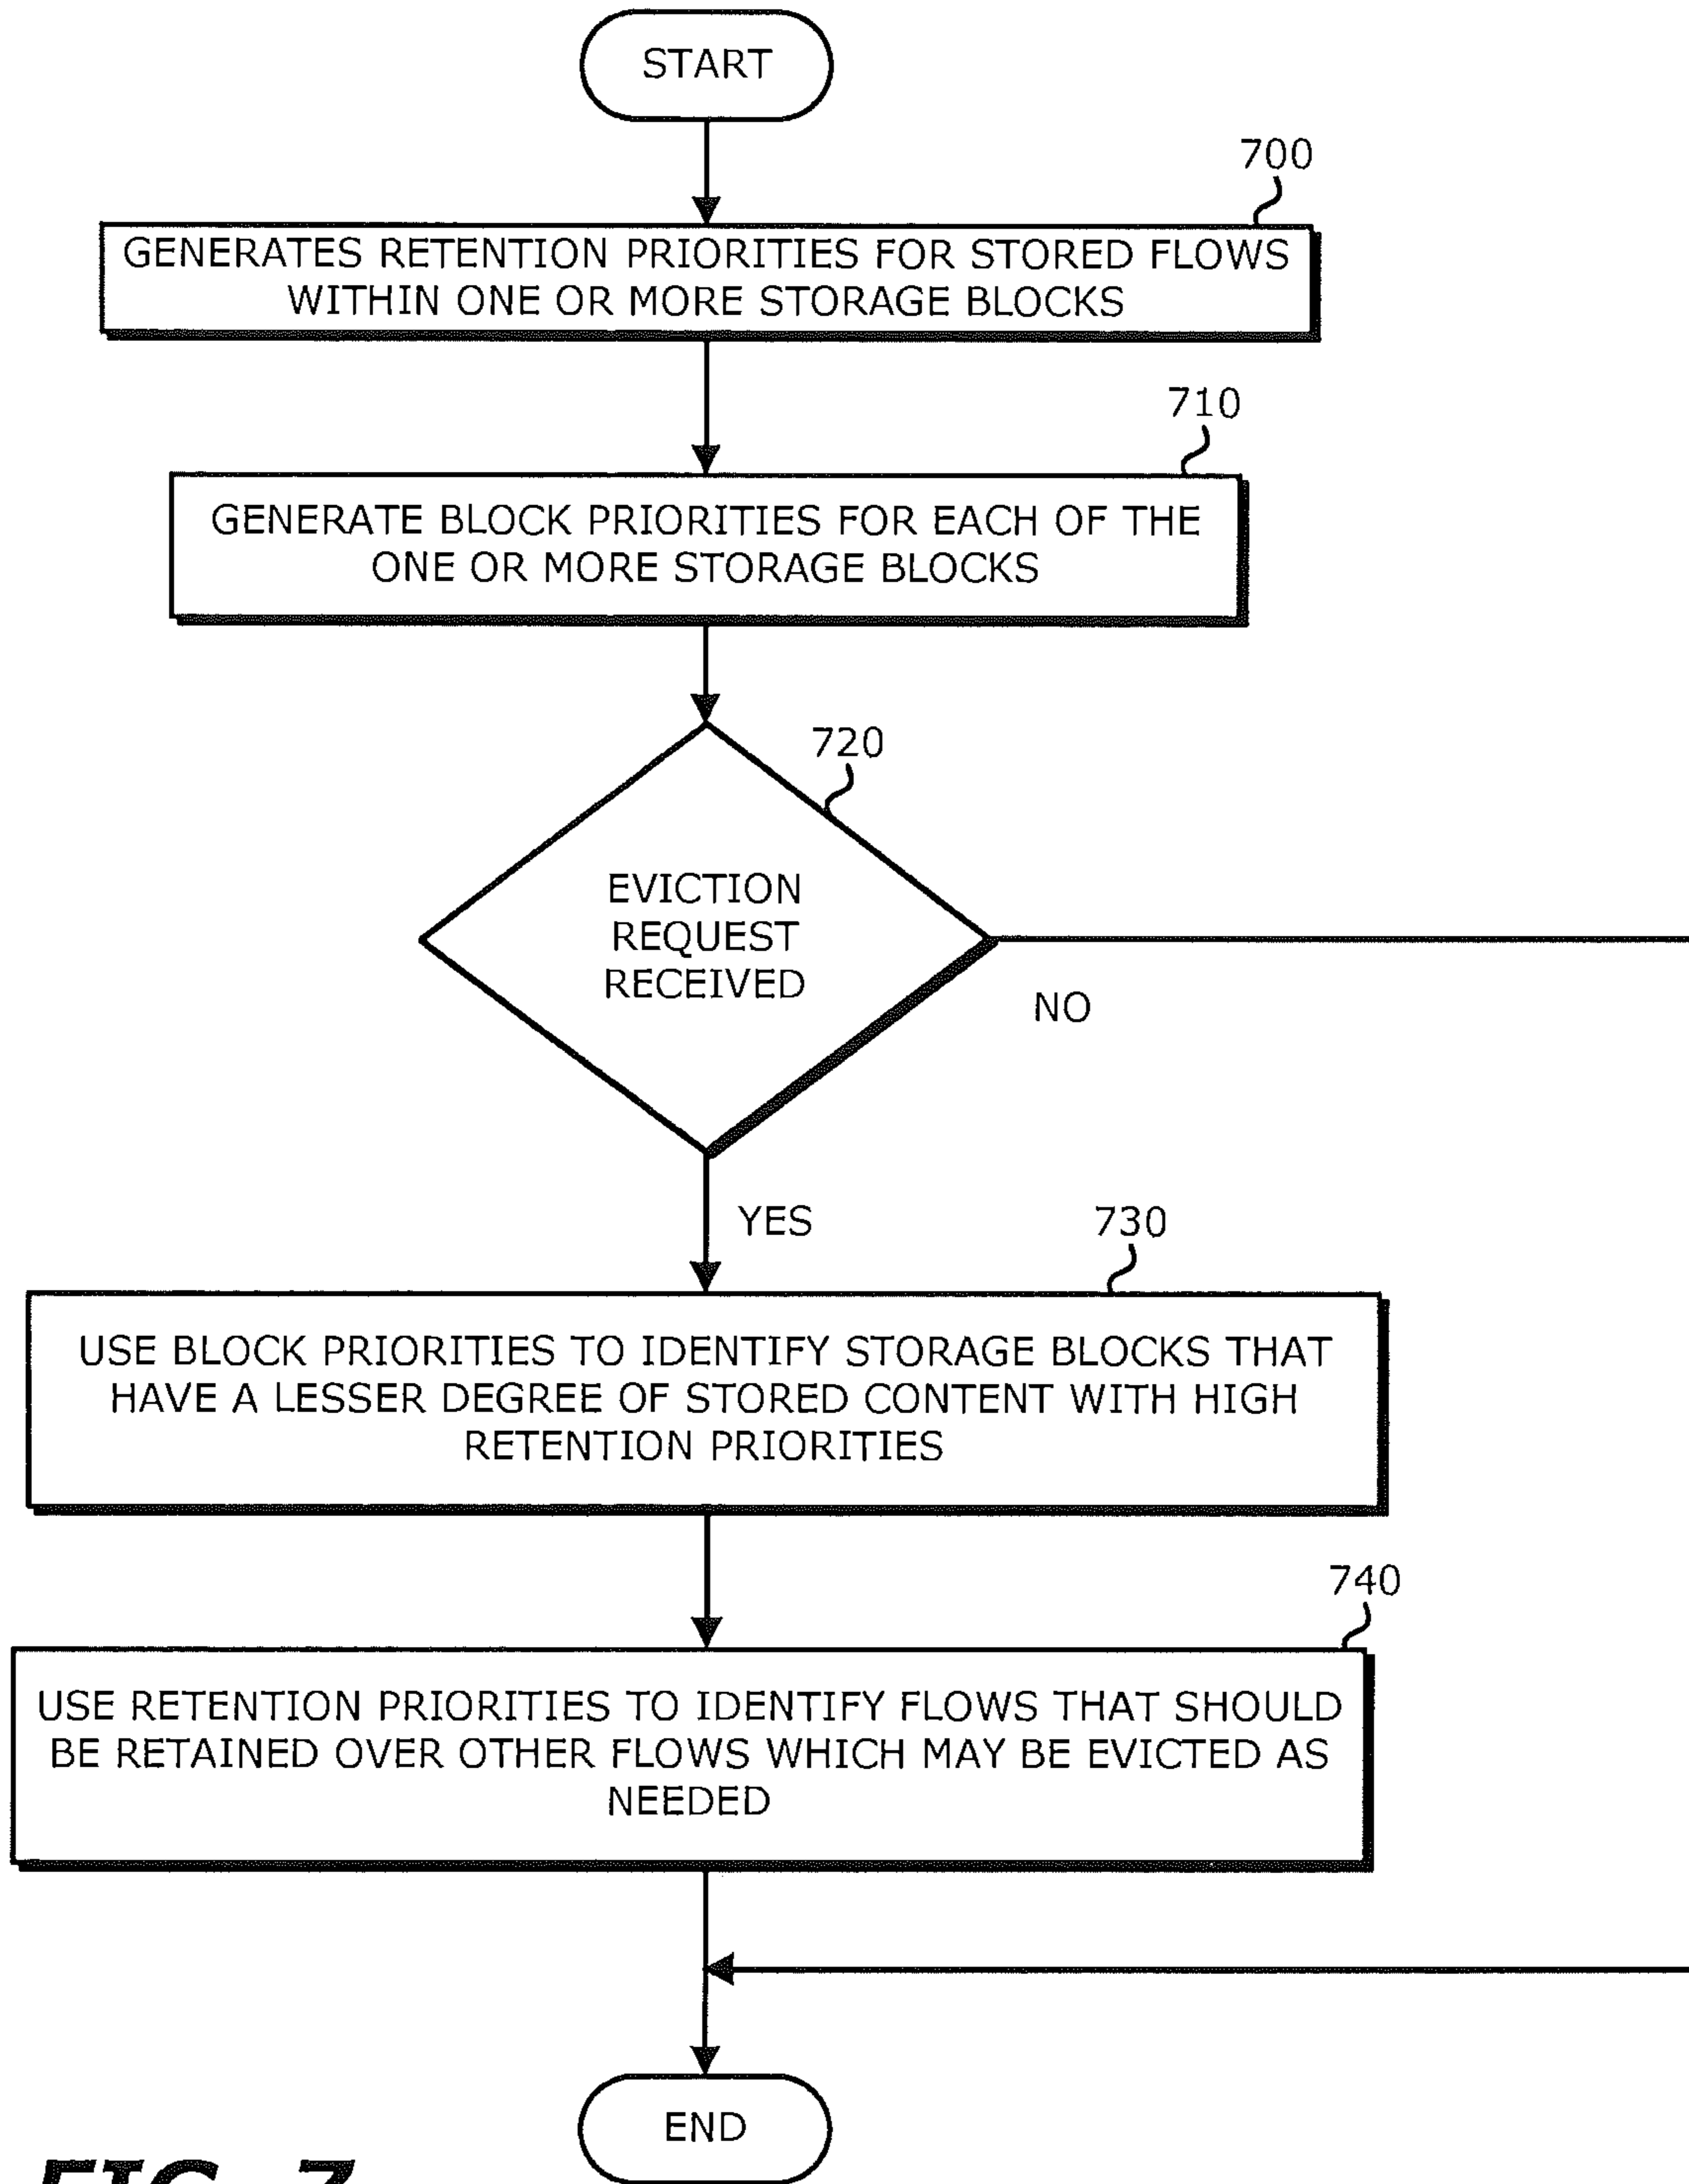 START
700
GENERATES RETENTION PRIORITIES FOR STORED FLOWS
WITHIN ONE OR MORE STORAGE BLOCKS
710
GENERATE BLOCK PRIORITIES FOR EACH OF THE
ONE OR MORE STORAGE BLOCKS
720
EVICTION
REQUEST
RECEIVED
NO
YES
730
USE BLOCK PRIORITIES TO IDENTIFY STORAGE BLOCKS THAT
HAVE A LESSER DEGREE OF STORED CONTENT WITH HIGH
RETENTION PRIORITIES
740
USE RETENTION PRIORITIES TO IDENTIFY FLOWS THAT SHOULD
BE RETAINED OVER OTHER FLOWS WHICH MAY BE EVICTED AS
NEEDED
END
FIG. 7